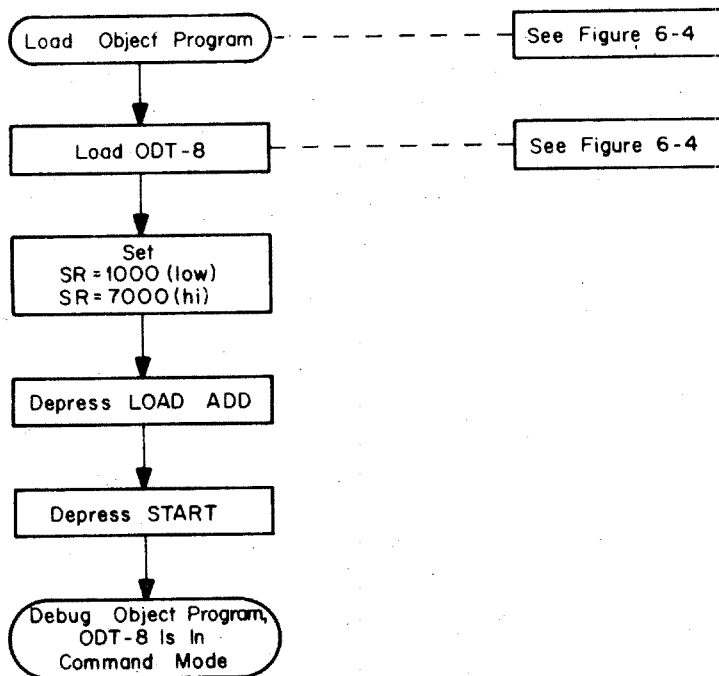 Load Object Program
See Figure 6-4
Load ODT-8
See Figure 6-4
Set
SR=1000 (low)
SR=7000 (hi)
Depress LOAD ADD
Depress START
Debug Object Program,
ODT-8 Is In
Command Mode